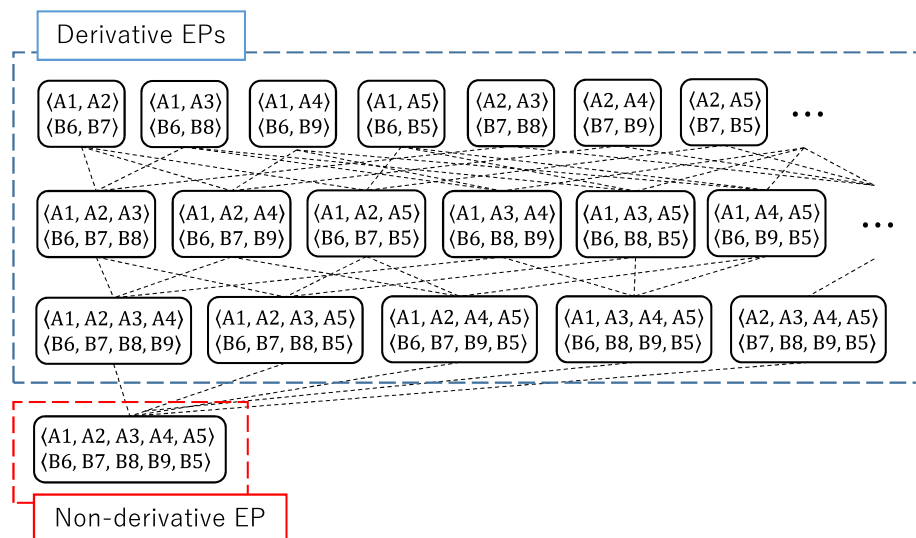 Derivative EPs
⟨A1, A2⟩
⟨B6, B7⟩
⟨A1, A3⟩
⟨B6, B8⟩
⟨A1, A4⟩
⟨B6, B9⟩
⟨A1, A5⟩
⟨B6, B5⟩
⟨A2, A3⟩
⟨B7, B8⟩
⟨A2, A4⟩
⟨B7, B9⟩
⟨A2, A5⟩
⟨B7, B5⟩
...
⟨A1, A2, A3⟩
⟨B6, B7, B8⟩
⟨A1, A2, A4⟩
⟨B6, B7, B9⟩
⟨A1, A2, A5⟩
⟨B6, B7, B5⟩
⟨A1, A3, A4⟩
⟨B6, B8, B9⟩
⟨A1, A3, A5⟩
⟨B6, B8, B5⟩
⟨A1, A4, A5⟩
⟨B6, B9, B5⟩
...
⟨A1, A2, A3, A4⟩
⟨B6, B7, B8, B9⟩
⟨A1, A2, A3, A5⟩
⟨B6, B7, B8, B5⟩
⟨A1, A2, A4, A5⟩
⟨B6, B7, B9, B5⟩
⟨A1, A3, A4, A5⟩
⟨B6, B8, B9, B5⟩
⟨A2, A3, A4, A5⟩
⟨B7, B8, B9, B5⟩
⟨A1, A2, A3, A4, A5⟩
⟨B6, B7, B8, B9, B5⟩
Non-derivative EP